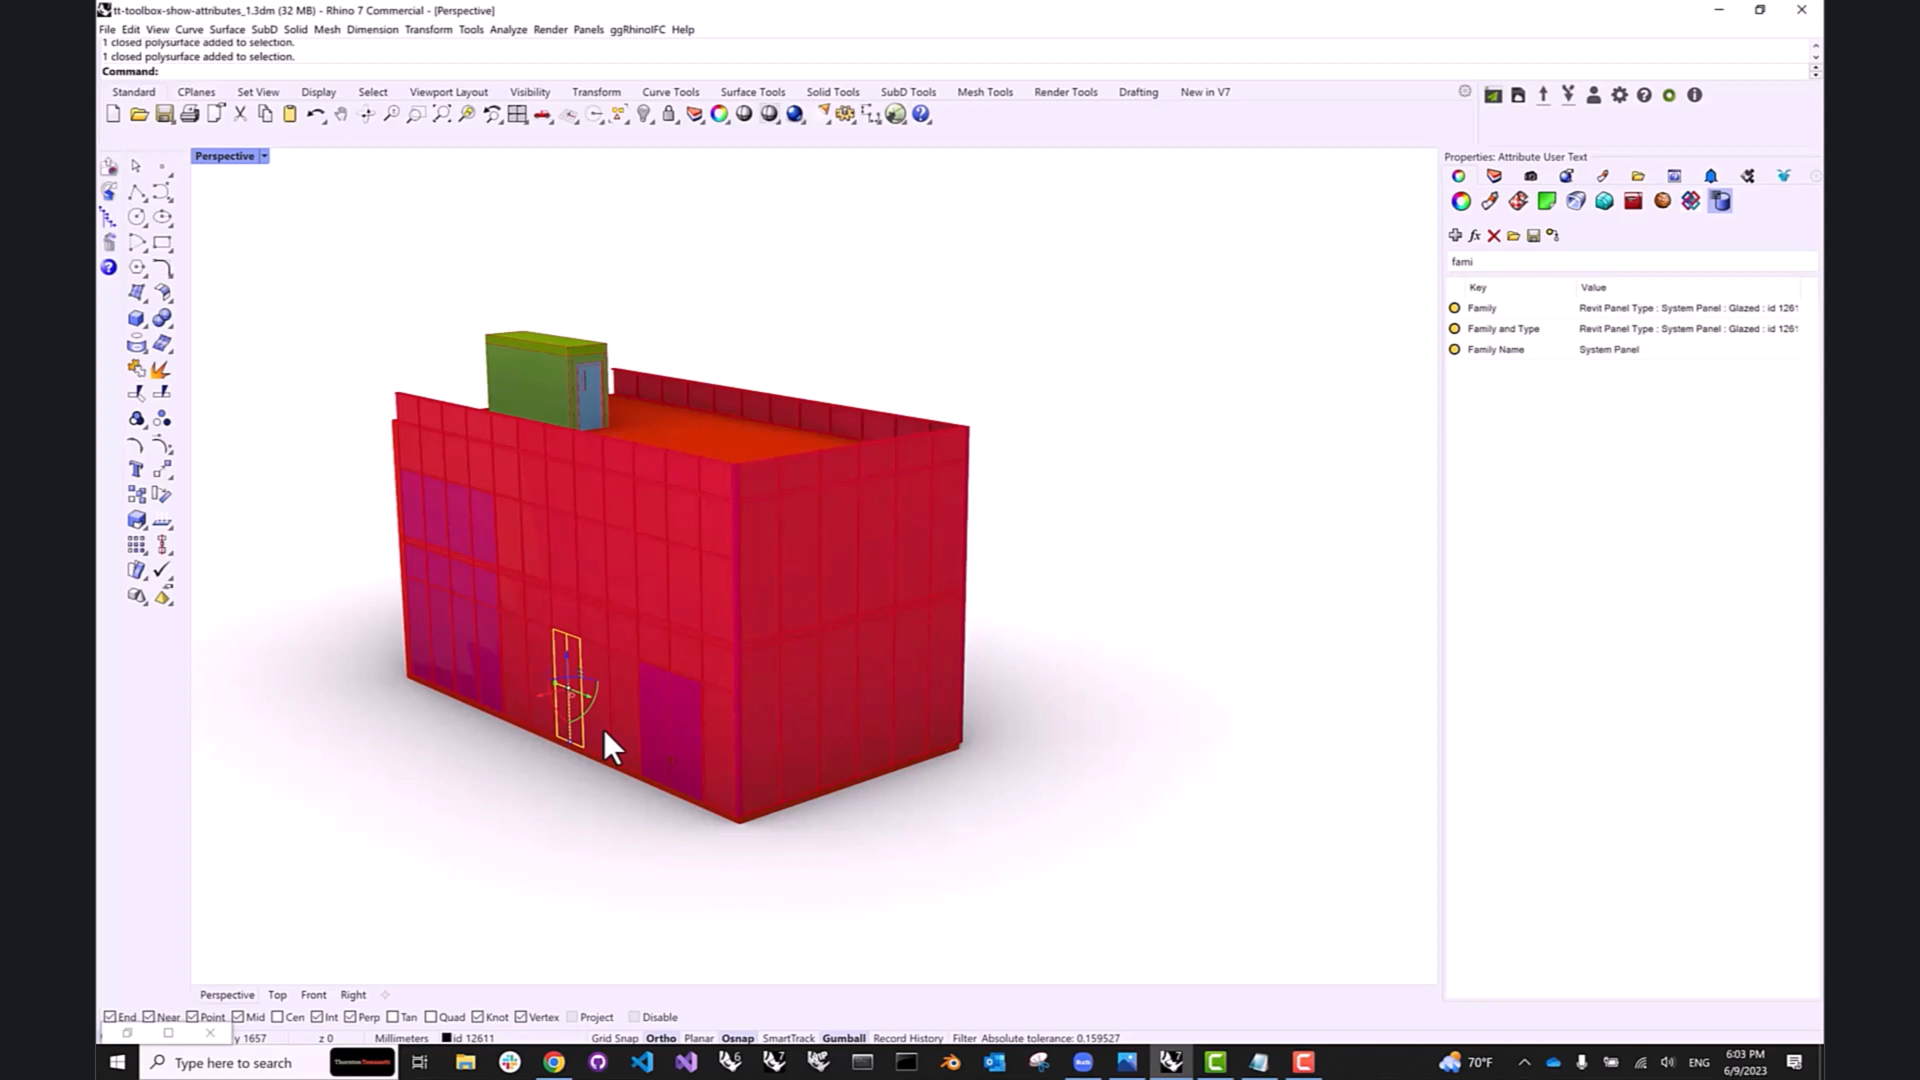 tt-toolbox-show-attributes_1.3dm (32 MB) - Rhino 7 Commercial - [Perspective]
File Edit View Curve Surface SubD Solid Mesh Dimension Transform Tools Analyze Render Panels ggRhinoIFC Help
1 closed polysurface added to selection.
1 closed polysurface added to selection.
Command:
Standard CPlanes Set View Display Select Viewport Layout Visibility Transform Curve Tools Surface Tools Solid Tools SubD Tools Mesh Tools Render Tools Drafting New in V7
Perspective
Properties: Attribute User Text
fami
Key Value
Family Revit Panel Type : System Panel : Glazed : id 1261
Family and Type Revit Panel Type : System Panel : Glazed : id 1261
Family Name System Panel
Perspective Top Front Right
End Near Point Mid Cen Int Perp Tan Quad Knot Vertex Project Disable
y 1657 z 0 Millimeters id 12611 Grid Snap Ortho Planar Osnap SmartTrack Gumball Record History Filter Absolute tolerance: 0.159527
Type here to search
Thornton Tomasetti
70°F ENG 6:03 PM
6/9/2023